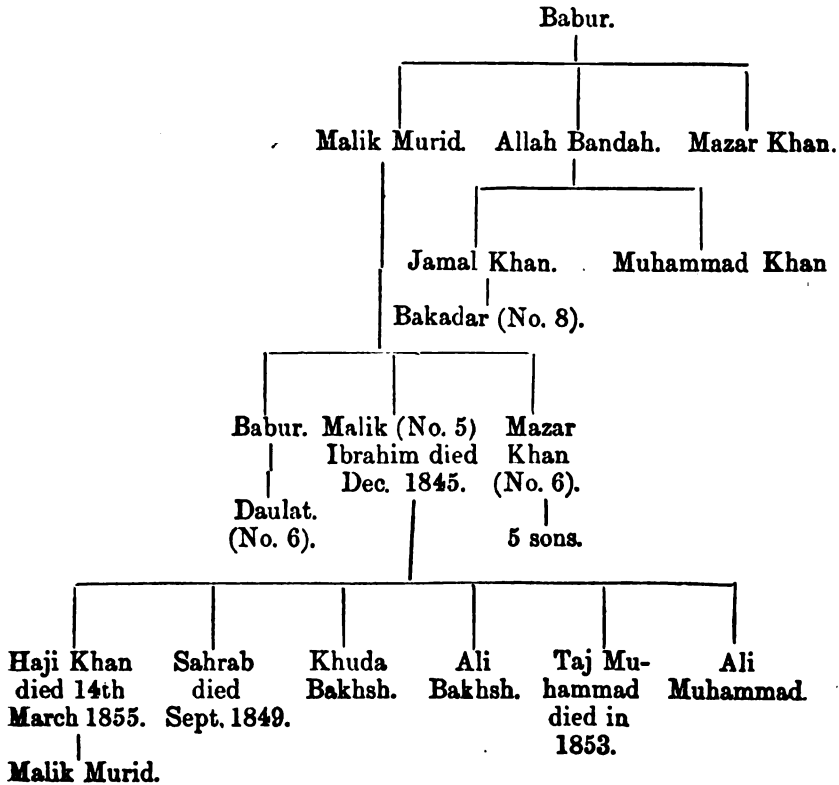 Babur.
Malik Murid. Allah Bandah. Mazar Khan.
Jamal Khan. Muhammad Khan
Bakadar (No. 8).
Babur. Malik (No. 5) Mazar
Ibrahim died Khan
Dec. 1845. (No. 6).
Daulat.
(No. 6). 5 sons.
Haji Khan Sahrab Khuda Ali Taj Mu- Ali
died 14th died Bakhsh. Bakhsh. hammad Muhammad.
March 1855. Sept. 1849. died in
1853.
Malik Murid.